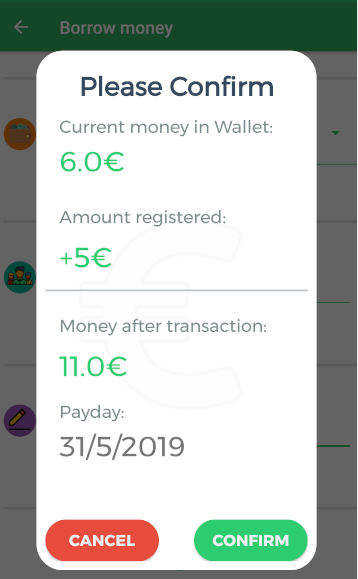 Borrow money
Please Confirm
Current money in Wallet:
6.0€
Amount registered:
+5€
Money after transaction:
11.0€
Payday:
31/5/2019
CANCEL
CONFIRM